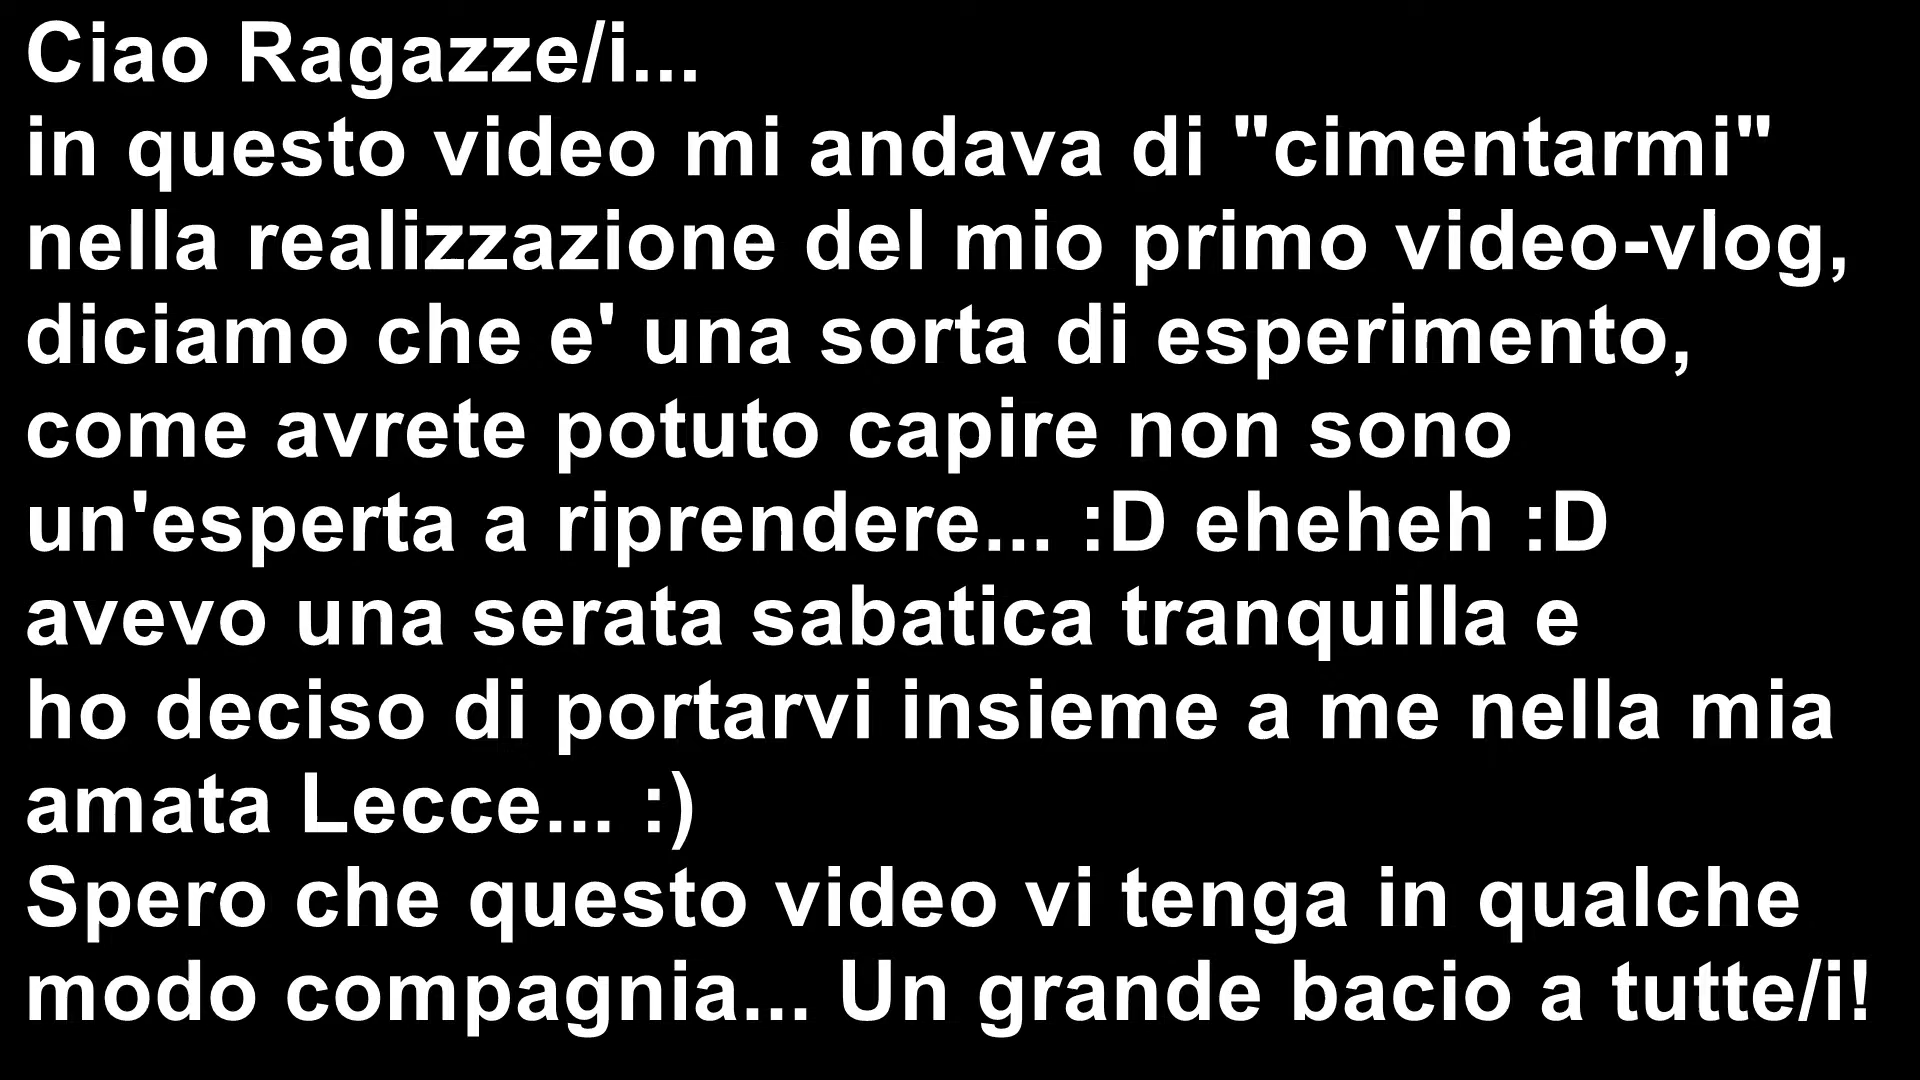 Ciao Ragazze/i...
in questo video mi andava di "cimentarmi"
nella realizzazione del mio primo video-vlog,
diciamo che e' una sorta di esperimento,
come avrete potuto capire non sono
un'esperta a riprendere... :D eheheh :D
avevo una serata sabatica tranquilla e
ho deciso di portarvi insieme a me nella mia
amata Lecce... :)
Spero che questo video vi tenga in qualche
modo compagnia... Un grande bacio a tutte/i!